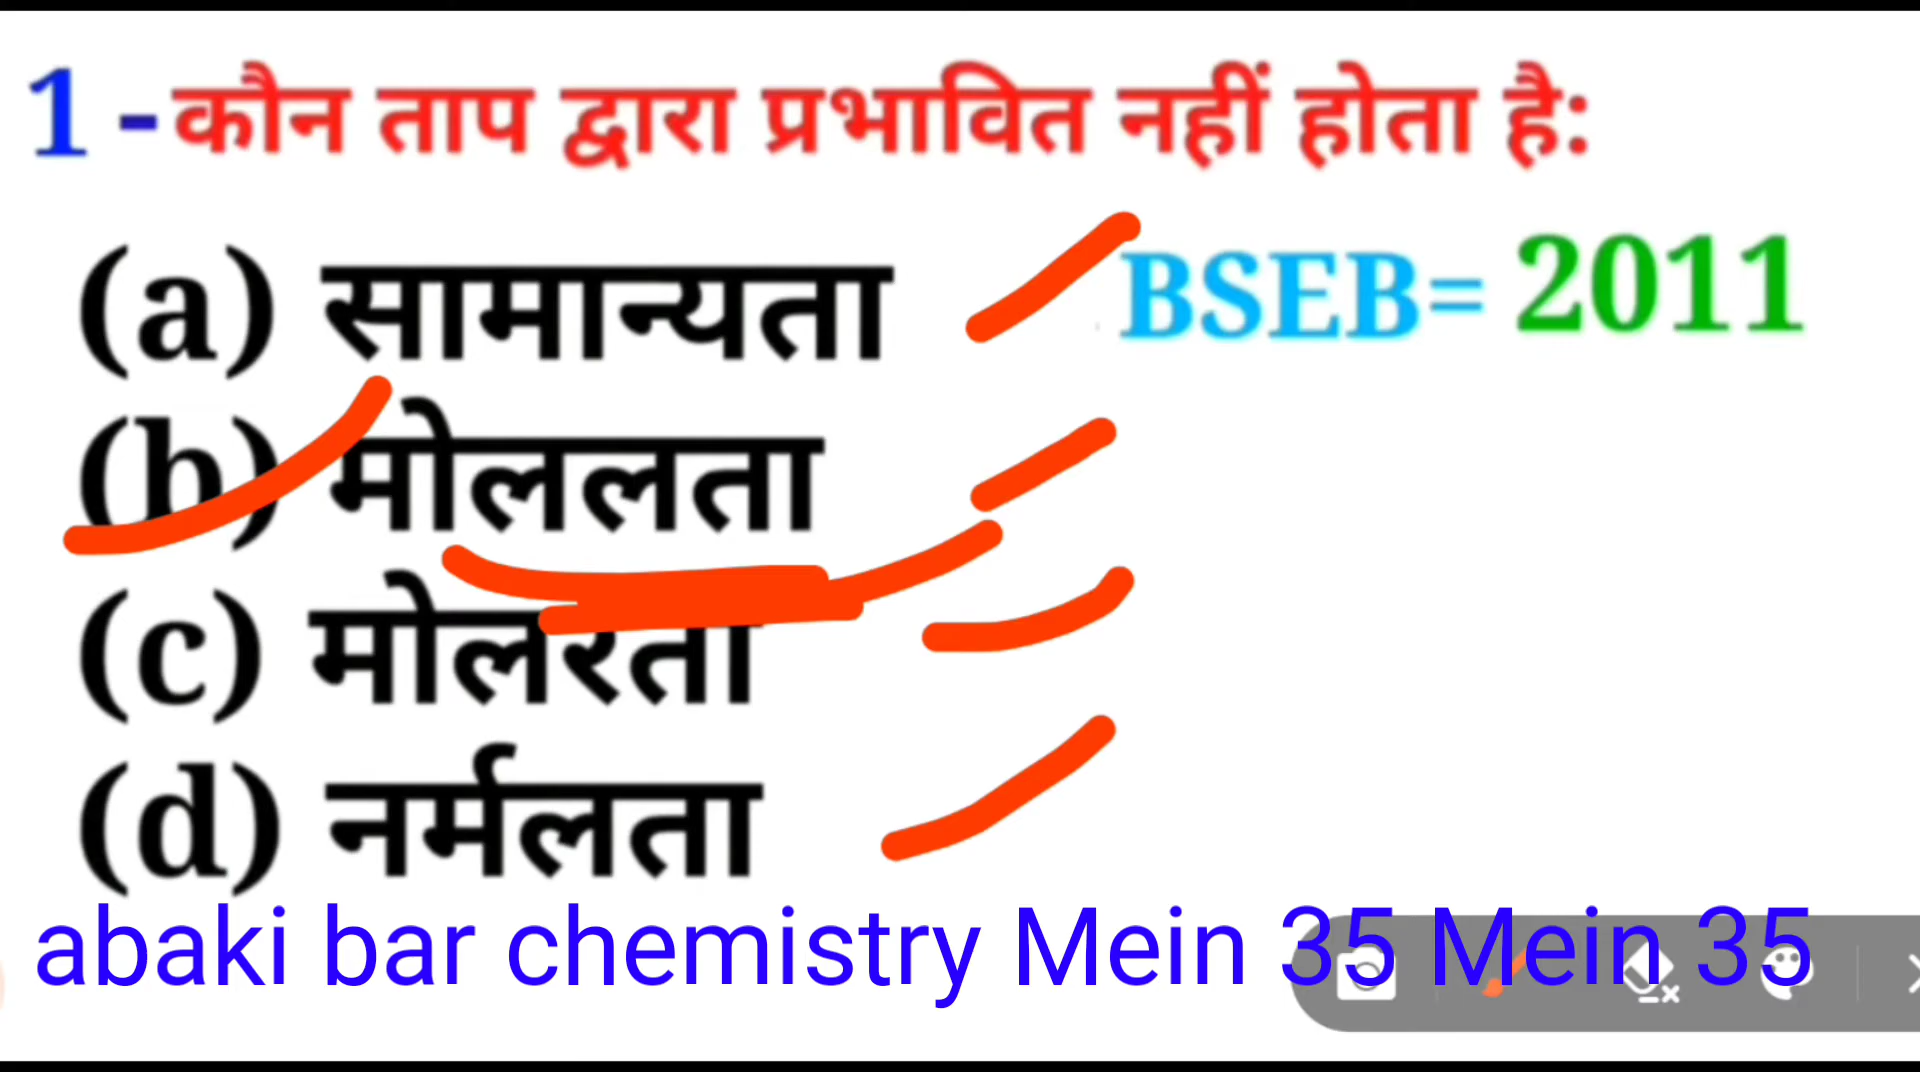 1 - कौन ताप द्वारा प्रभावित नहीं होता है:
(a) सामान्यता BSEB= 2011
(b) मोललता
(c) मोलरता
(d) नर्मलता
abaki bar chemistry Mein 35 Mein 35